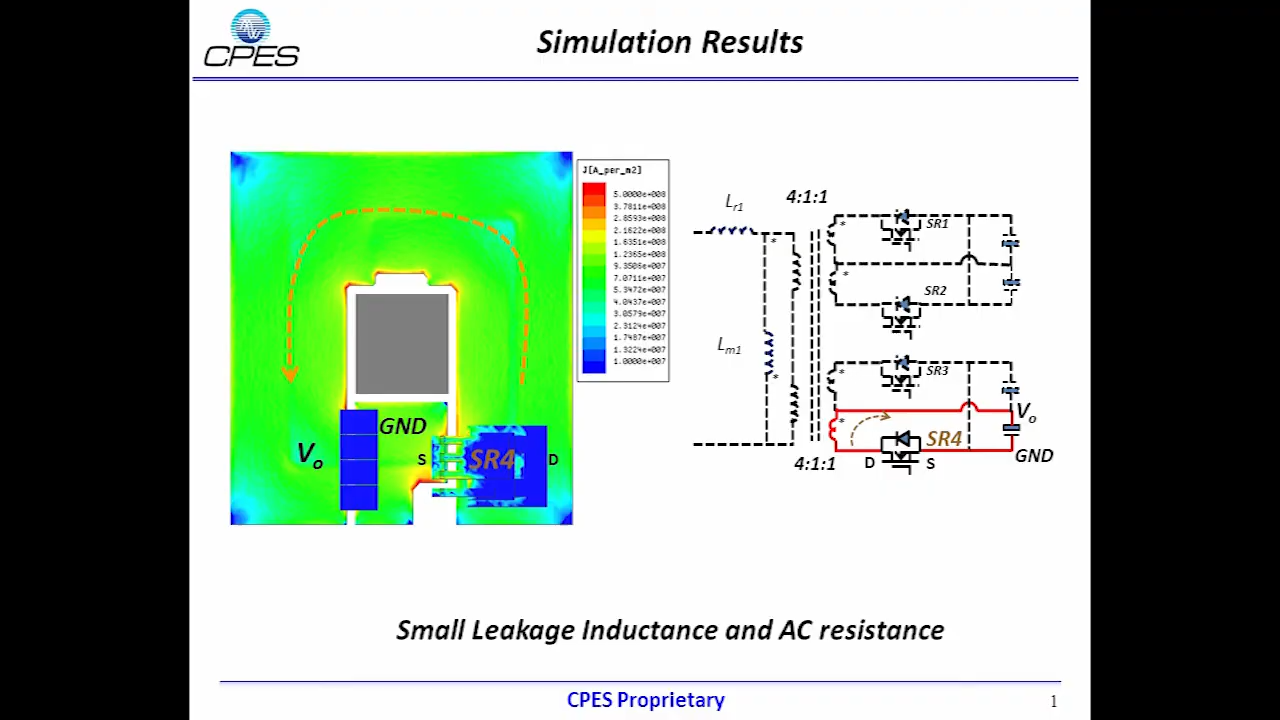 CPES
Simulation Results
J[A_per_m2]
5.0000e+008
3.7811e+008
2.8593e+008
2.1622e+008
1.6351e+008
1.2365e+008
9.3506e+007
7.0711e+007
5.3472e+007
4.0437e+007
3.0579e+007
2.3124e+007
1.7487e+007
1.3224e+007
1.0000e+007
GND
Vo
S
SR4
D
Lr1
4:1:1
*
*
SR1
*
SR2
Lm1
*
*
SR3
Vo
*
SR4
4:1:1
D
S
GND
Small Leakage Inductance and AC resistance
CPES Proprietary
1